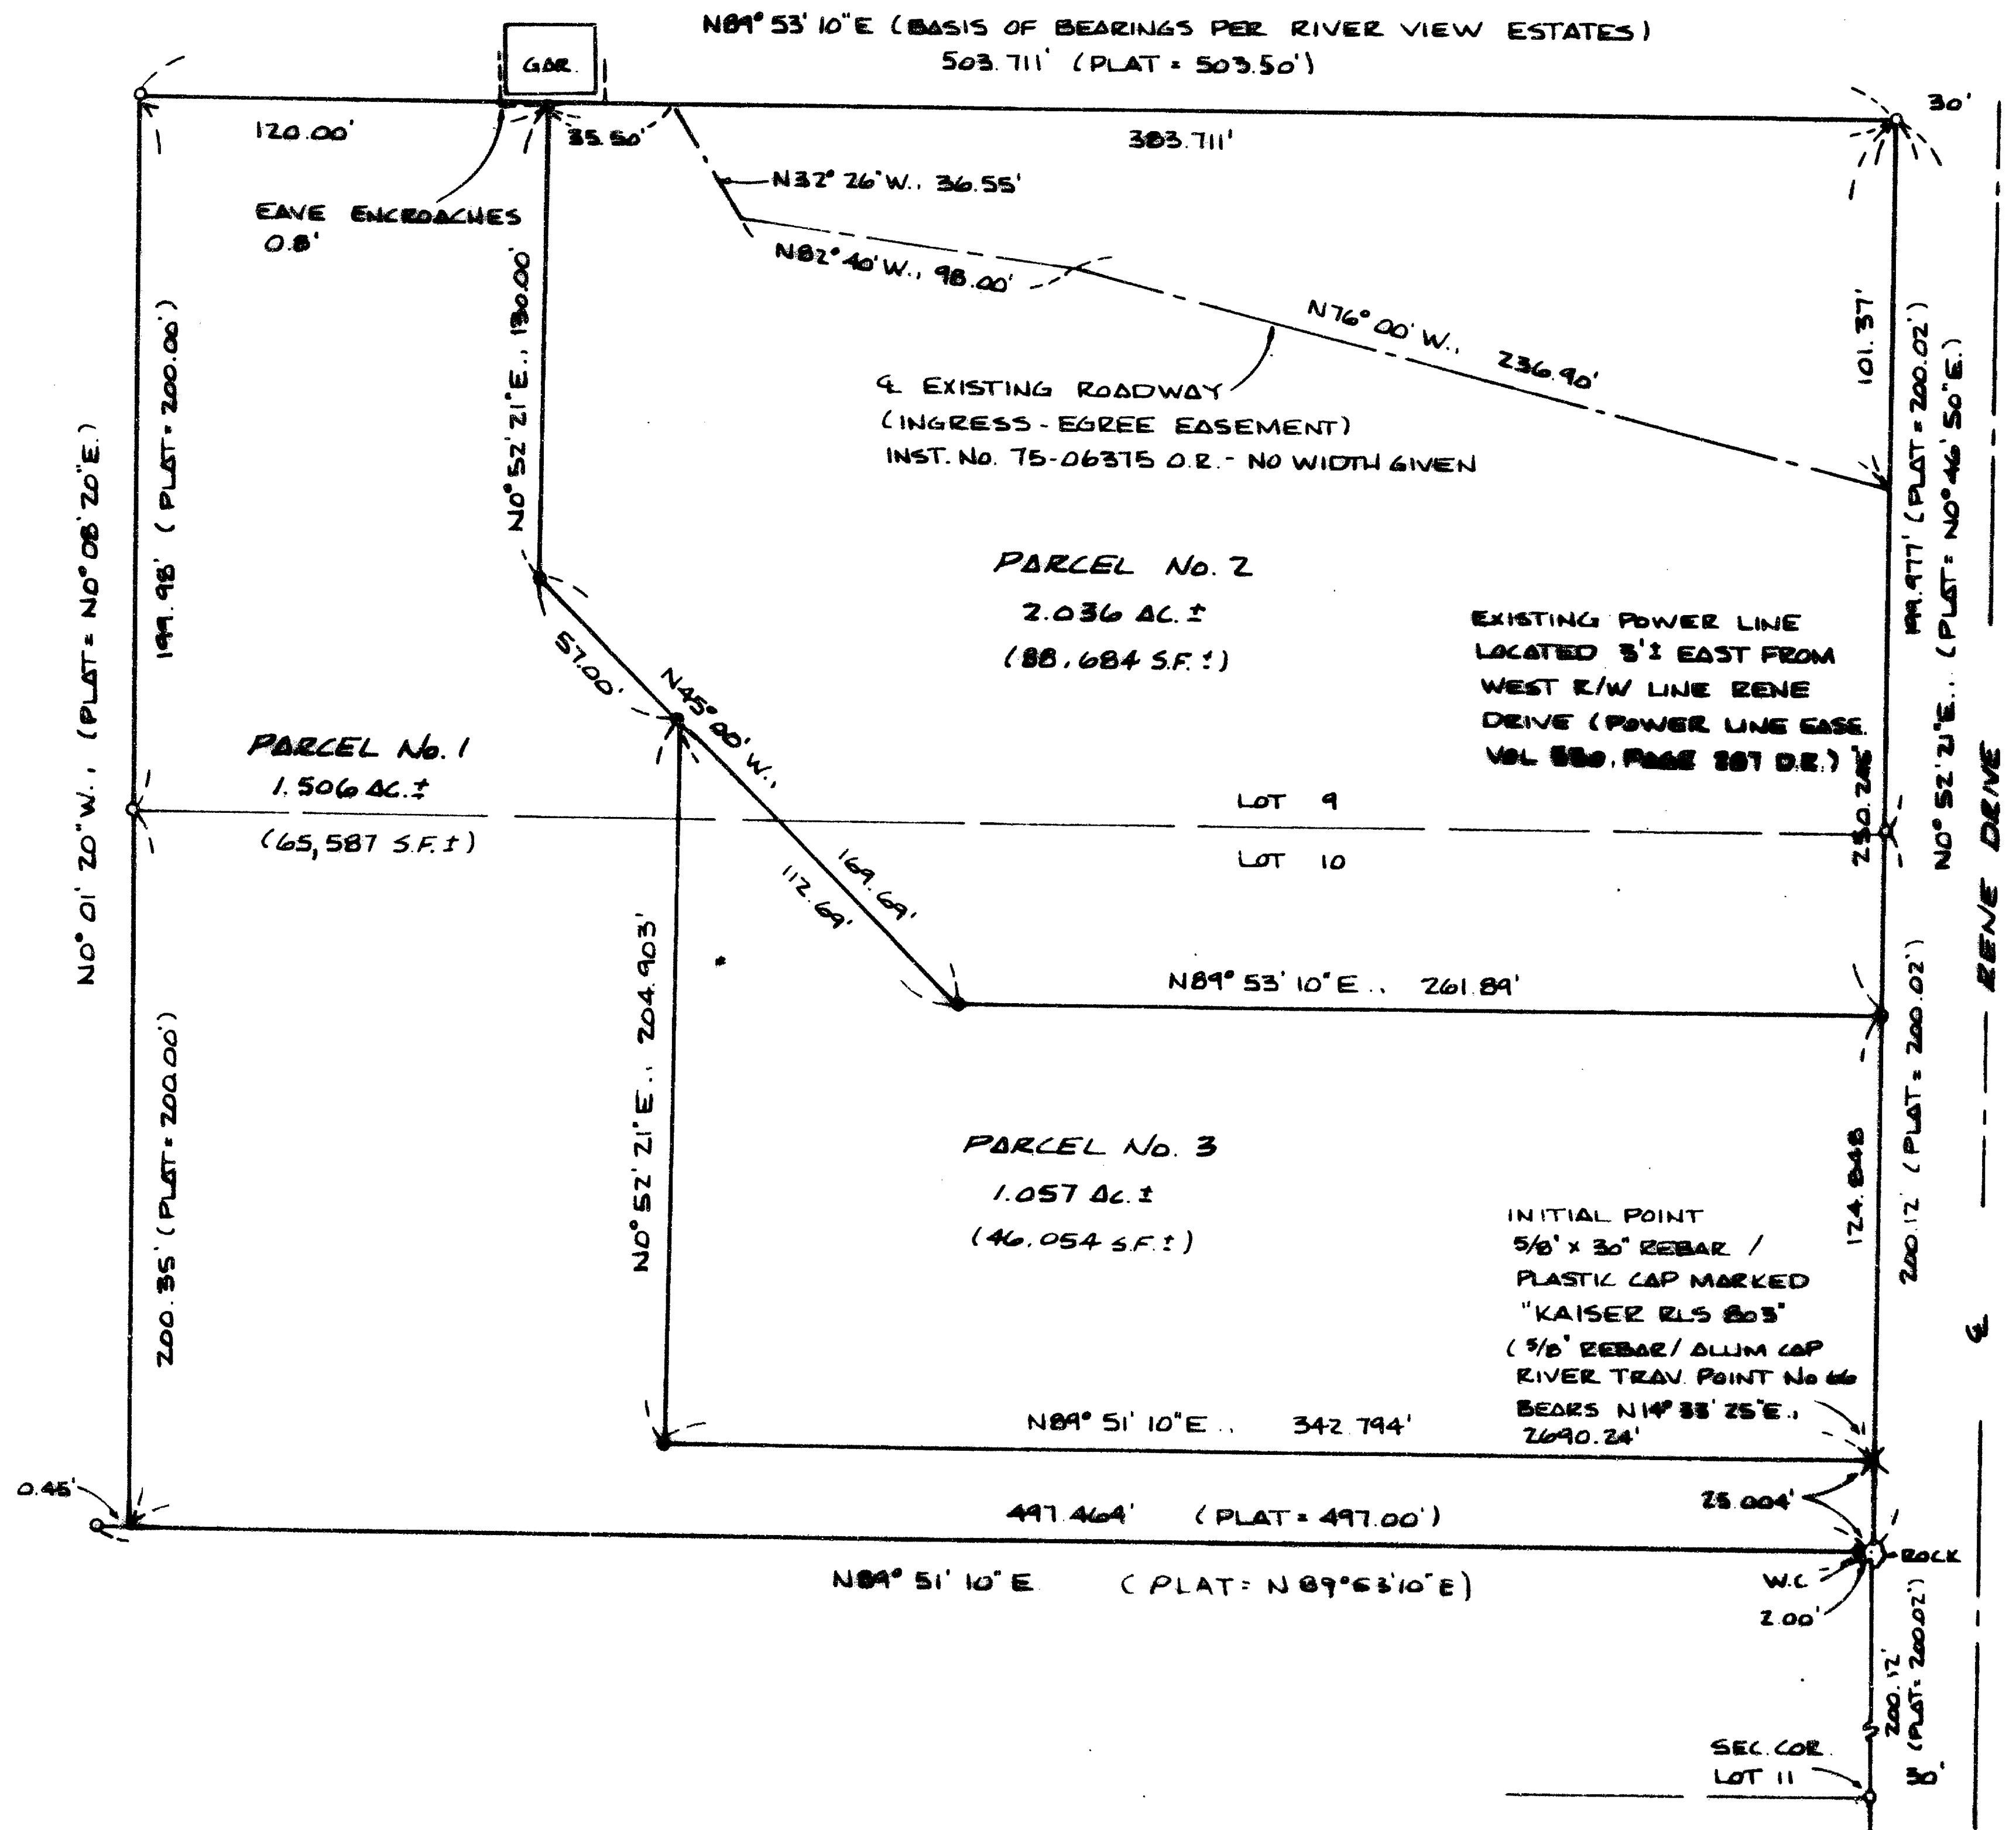 N89° 53' 10"E (BASIS OF BEARINGS PER RIVER VIEW ESTATES)
503.711' (PLAT = 503.50')
GAR.
30'
120.00'
35.50'
383.711'
N32° 26' W., 36.55'
EAVE ENCROACHES
0.8'
N82° 40' W., 98.00'
N76° 00' W., 236.90'
101.37'
N0° 52' 21" E., 130.00'
℄ EXISTING ROADWAY
(INGRESS - EGREE EASEMENT)
INST. No. 75-06375 O.R. - NO WIDTH GIVEN
199.98' (PLAT = 200.00')
N0° 01' 20" W., (PLAT = N0° 08' 20"E.)
199.977' (PLAT = 200.02')
N0° 52' 21"E., (PLAT = N0° 46' 50"E.)
PARCEL No. 2
2.036 AC. ±
(88,684 S.F. ±)
EXISTING POWER LINE
LOCATED 3'± EAST FROM
WEST R/W LINE RENE
DRIVE (POWER LINE EASE.
VOL PAGE D.R.)
57.00'
N45° 00' W.,
169.69'
112.69'
PARCEL No. 1
1.506 AC. ±
(65,587 S.F. ±)
LOT 9
LOT 10
RENE DRIVE
℄
N0° 52' 21" E., 204.903'
N89° 53' 10" E., 261.89'
200.35' (PLAT = 200.00')
200.12' (PLAT = 200.02')
124.848
PARCEL No. 3
1.057 AC. ±
(46,054 S.F. ±)
INITIAL POINT
5/8" x 30" REBAR /
PLASTIC CAP MARKED
"KAISER RLS 803"
(5/8" REBAR / ALUM CAP
RIVER TRAV. POINT No 66
BEARS N14° 33' 25"E.,
2690.24'
N89° 51' 10"E., 342.794'
0.45'
25.004'
497.464' (PLAT = 497.00')
N89° 51' 10" E (PLAT = N 89° 53' 10" E)
ROCK
W.C
2.00'
200.12'
(PLAT = 200.02')
30'
SEC. COR.
LOT 11